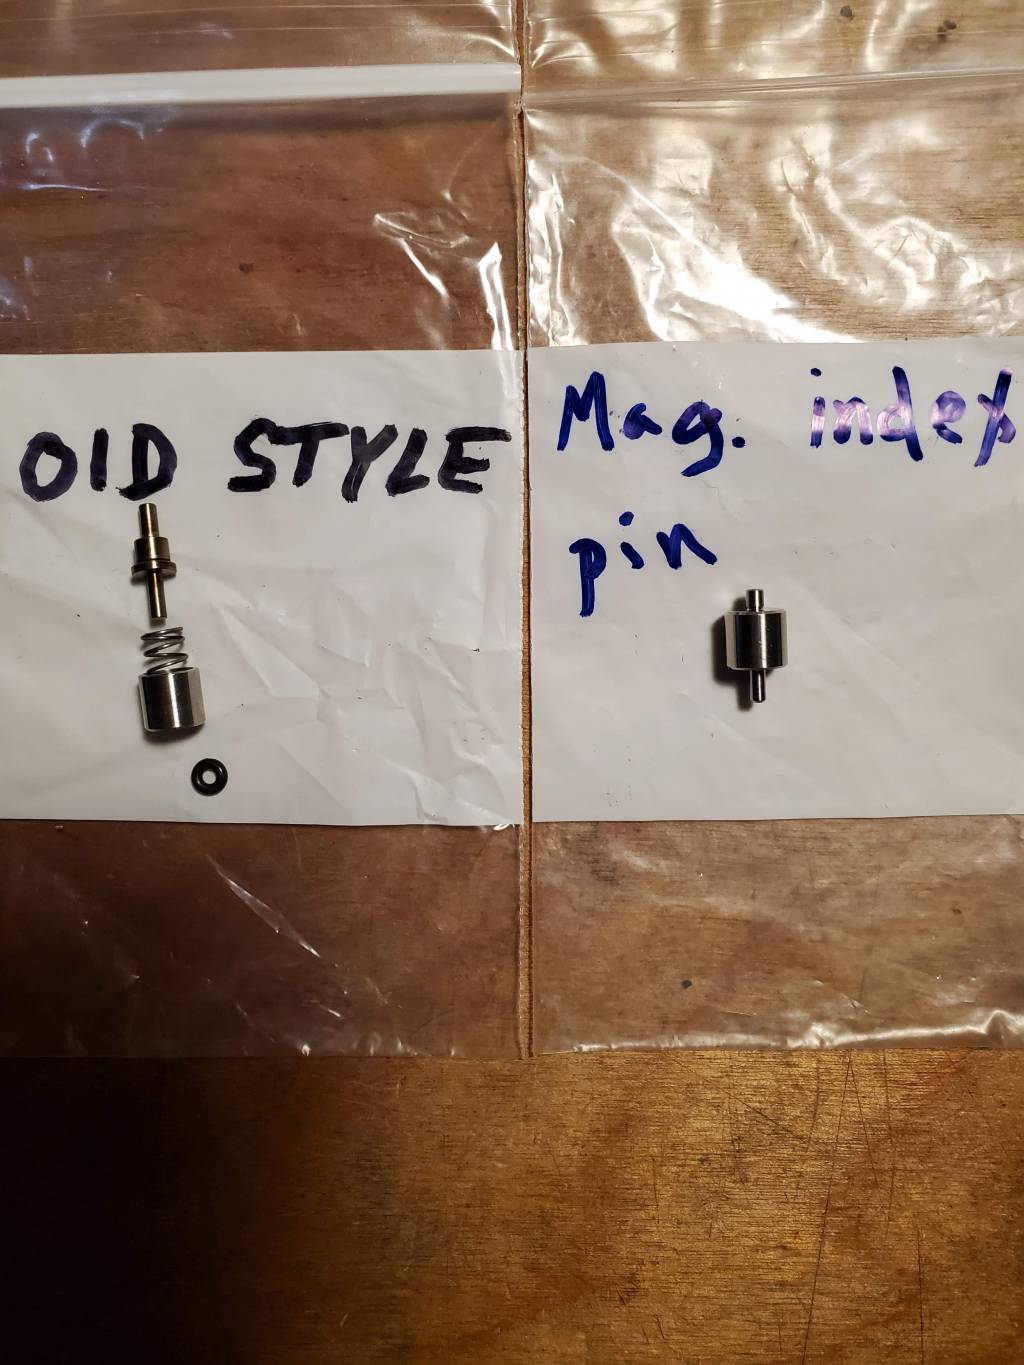 OlD STYLE
Mag. index
pin